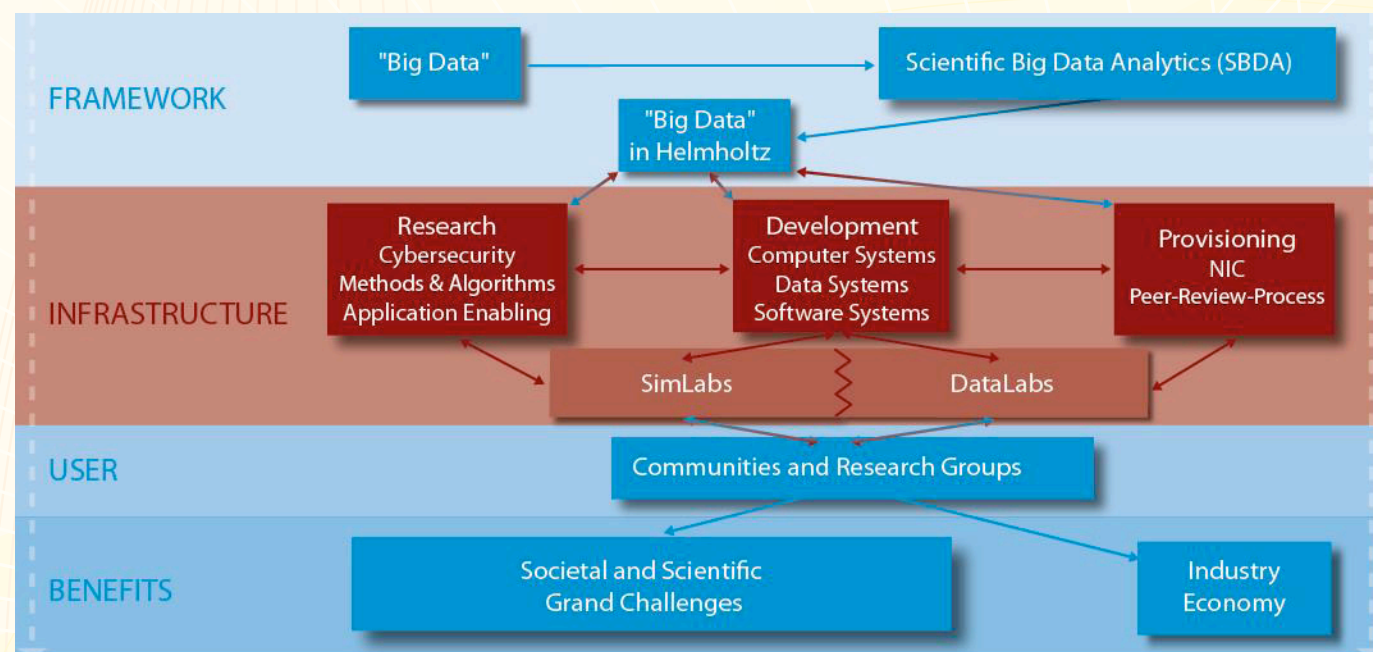 FRAMEWORK
"Big Data"
Scientific Big Data Analytics (SBDA)
"Big Data"
in Helmholtz
INFRASTRUCTURE
Research
Cybersecurity
Methods & Algorithms
Application Enabling
Development
Computer Systems
Data Systems
Software Systems
Provisioning
NIC
Peer-Review-Process
SimLabs
DataLabs
USER
Communities and Research Groups
BENEFITS
Societal and Scientific
Grand Challenges
Industry
Economy